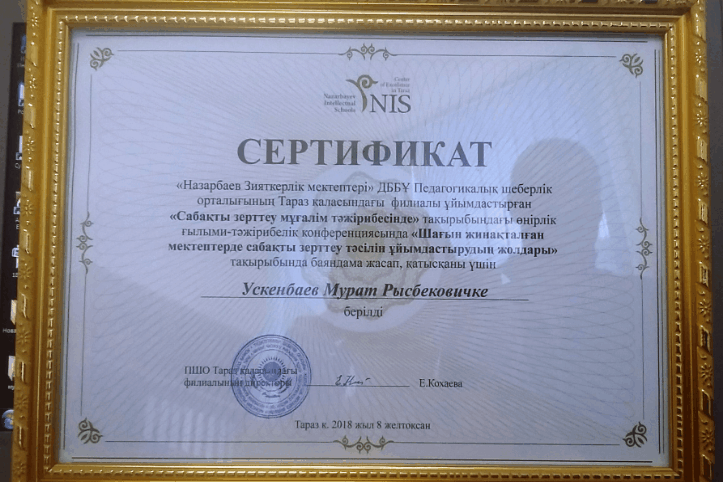 Nazarbayev
Intellectual
Schools
NIS
Center
of Excellence
in Taraz
СЕРТИФИКАТ
«Назарбаев Зияткерлік мектептері» ДББҰ Педагогикалық шеберлік
орталығының Тараз қаласындағы филиалы ұйымдастырған
«Сабақты зерттеу мұғалім тәжірибесінде» тақырыбындағы өңірлік
ғылыми-тәжірибелік конференциясында «Шағын жинақталған
мектептерде сабақты зерттеу тәсілін ұйымдастырудың жолдары»
тақырыбында баяндама жасап, қатысқаны үшін
Ускенбаев Мурат Рысбековичке
берілді
ПШО Тараз қаласындағы
филиалының директоры Е.Кохаева
Тараз қ. 2018 жыл 8 желтоқсан